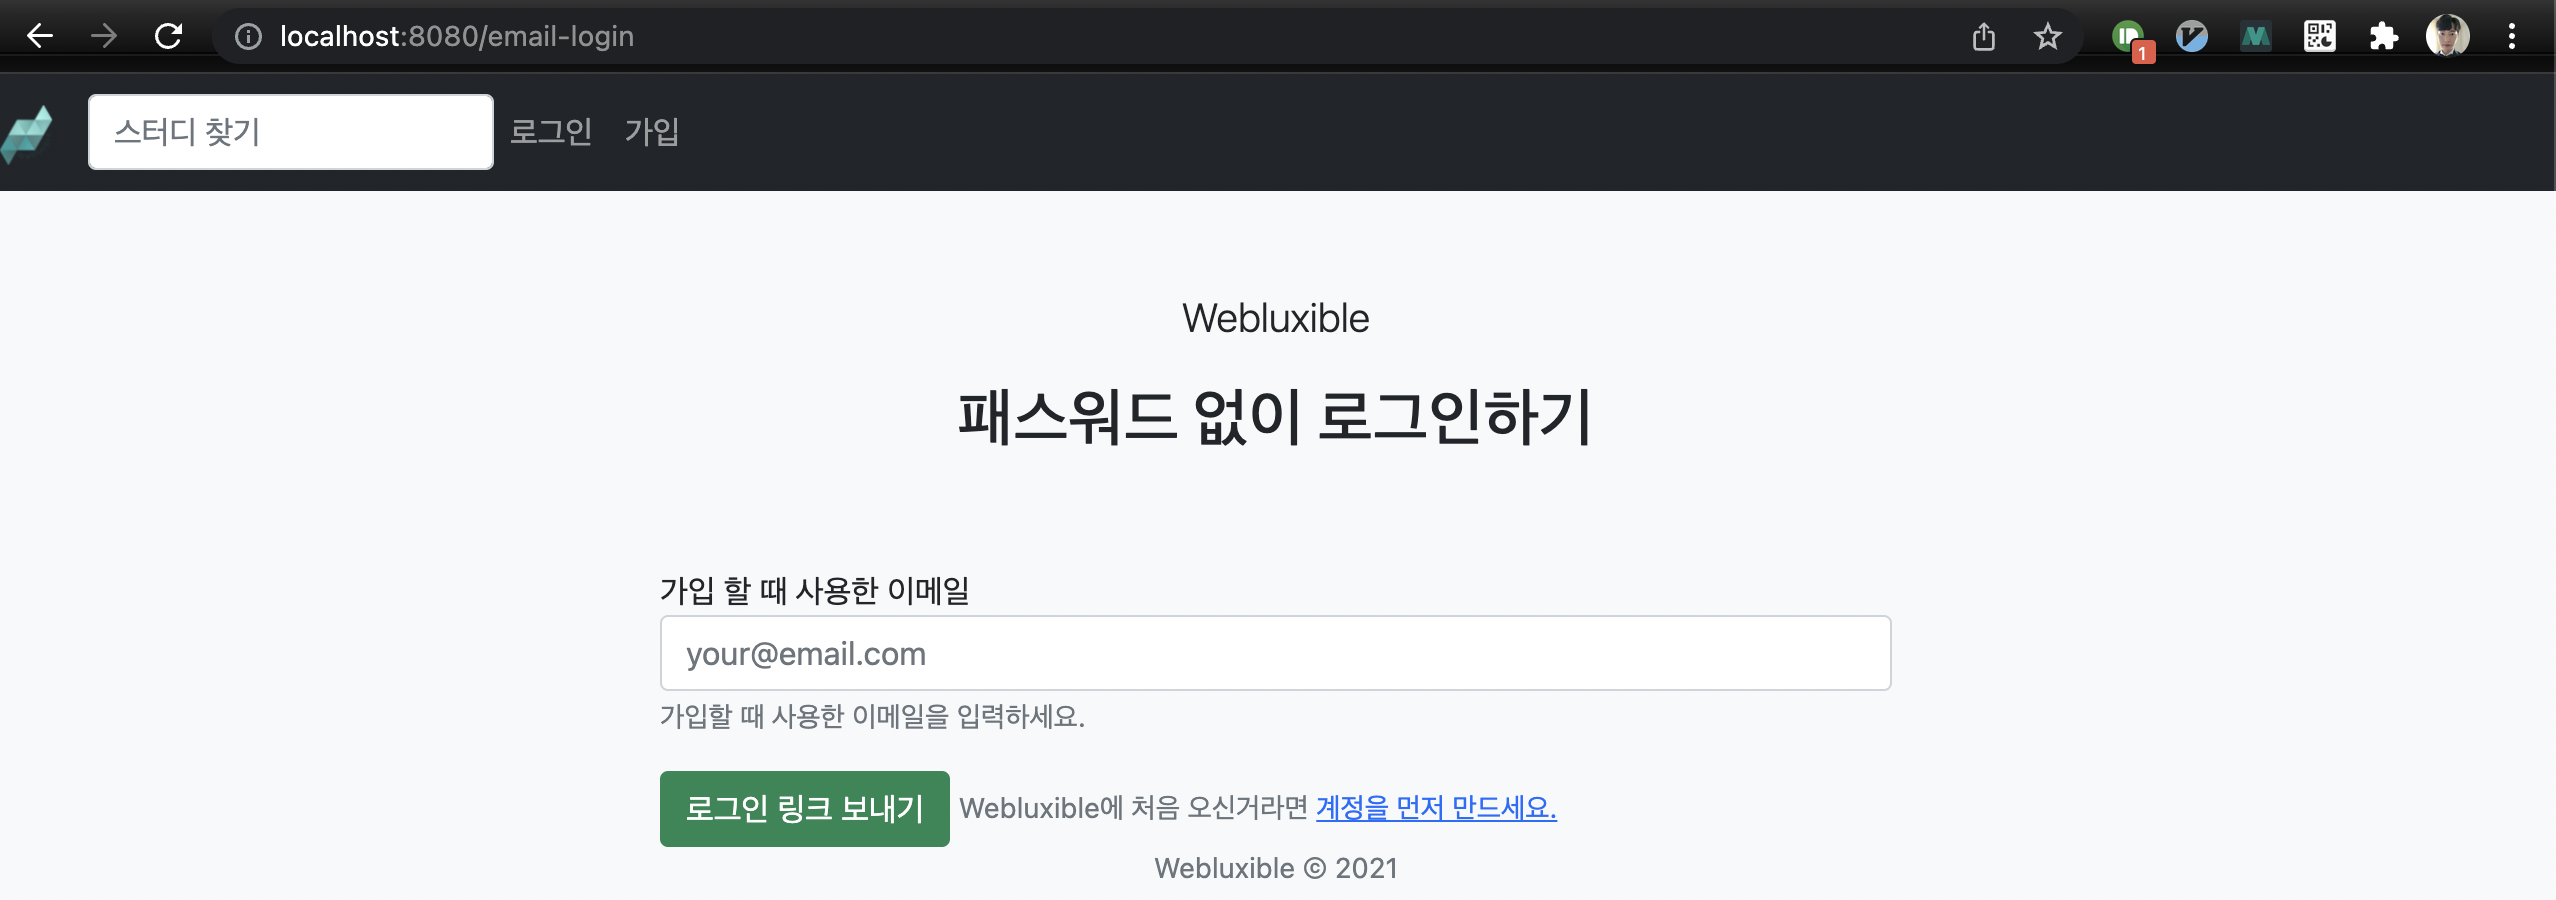 localhost:8080/email-login
1
스터디 찾기 로그인 가입
Webluxible
패스워드 없이 로그인하기
가입 할 때 사용한 이메일
your@email.com
가입할 때 사용한 이메일을 입력하세요.
로그인 링크 보내기 Webluxible에 처음 오신거라면 계정을 먼저 만드세요.
Webluxible © 2021